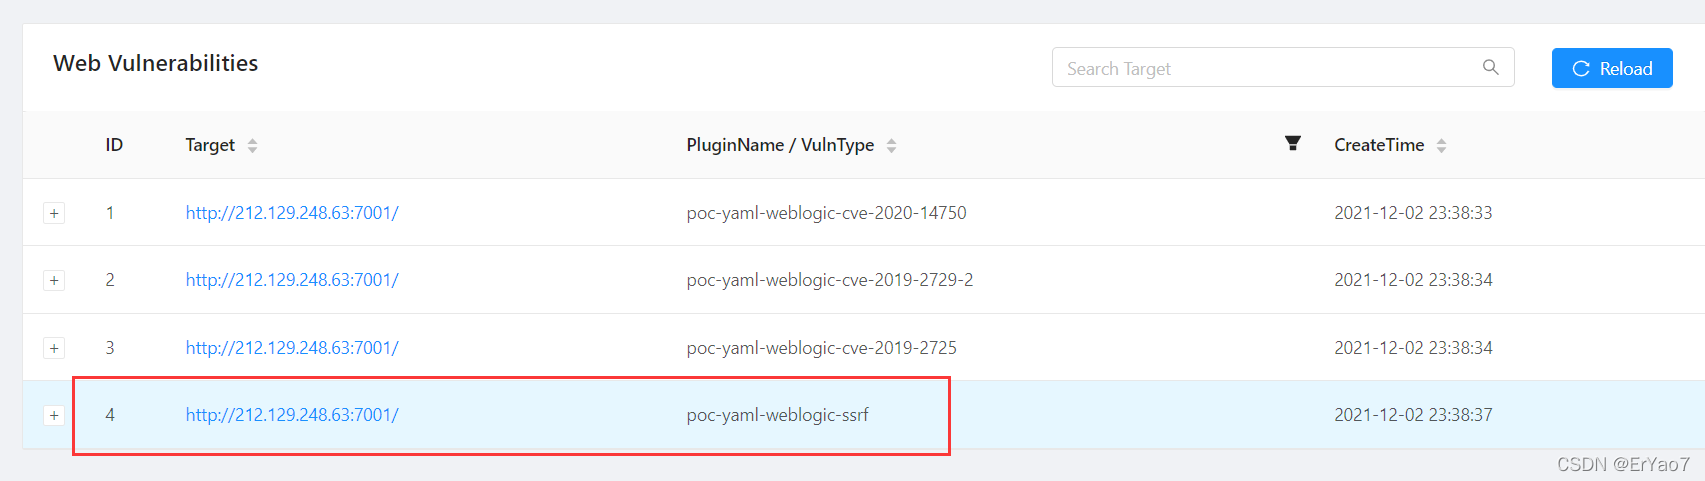 Web Vulnerabilities
Search Target
Reload
ID Target PluginName / VulnType CreateTime
+ 1 http://212.129.248.63:7001/ poc-yaml-weblogic-cve-2020-14750 2021-12-02 23:38:33
+ 2 http://212.129.248.63:7001/ poc-yaml-weblogic-cve-2019-2729-2 2021-12-02 23:38:34
+ 3 http://212.129.248.63:7001/ poc-yaml-weblogic-cve-2019-2725 2021-12-02 23:38:34
+ 4 http://212.129.248.63:7001/ poc-yaml-weblogic-ssrf 2021-12-02 23:38:37
CSDN @ErYao7